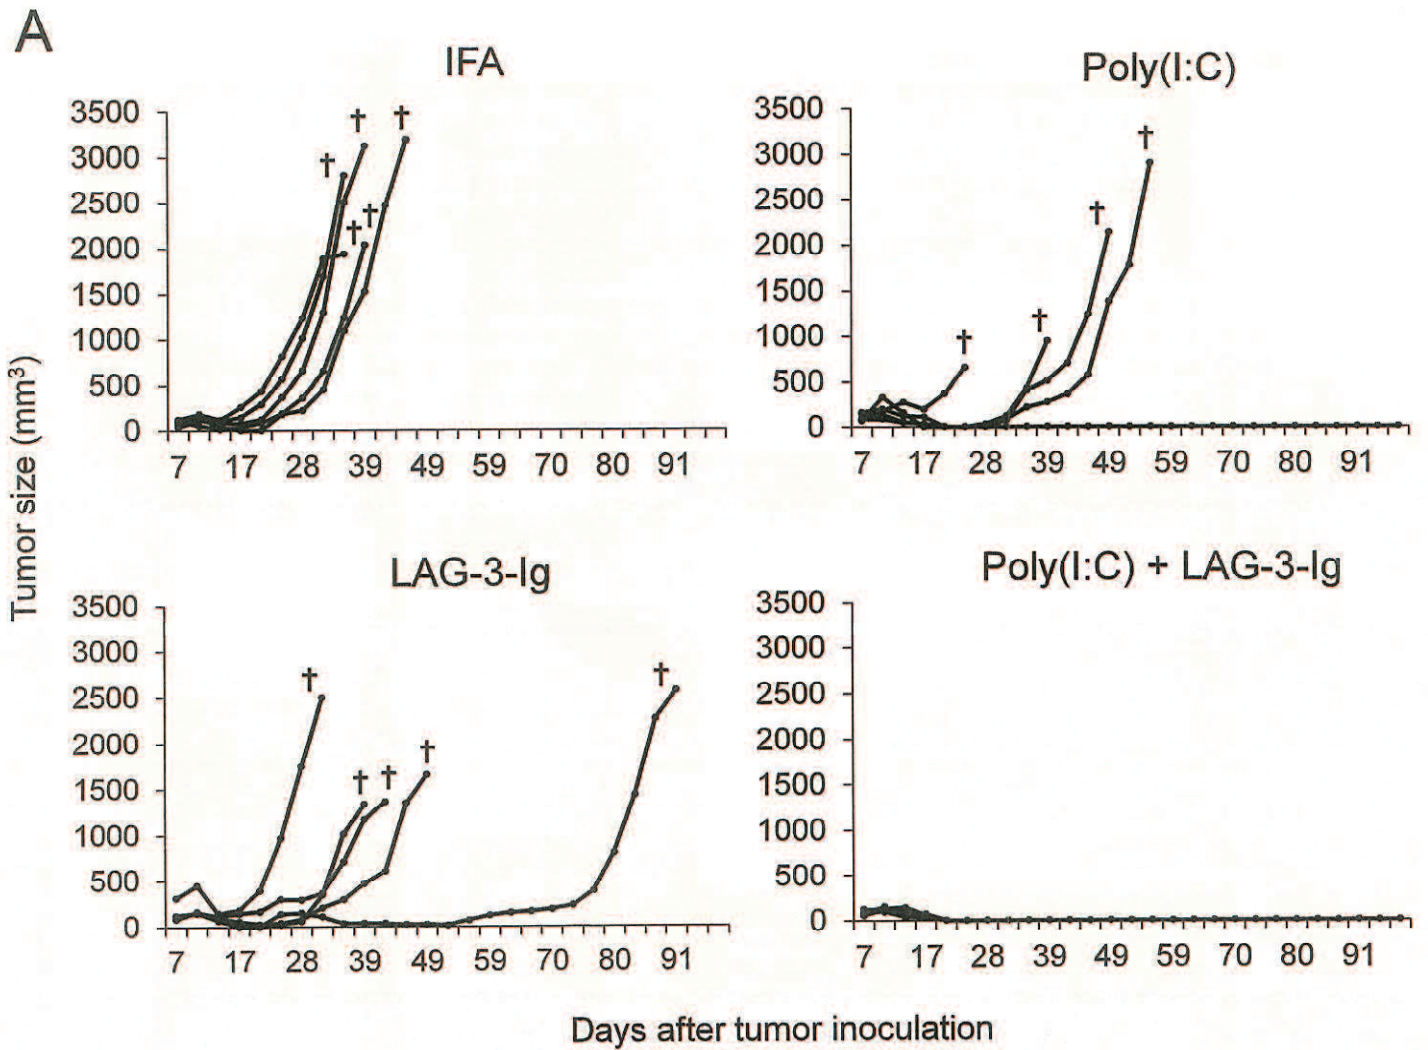 A
IFA
3500
3000
2500
2000
1500
1000
500
0
7 17 28 39 49 59 70 80 91
† † † † †
Poly(I:C)
3500
3000
2500
2000
1500
1000
500
0
7 17 28 39 49 59 70 80 91
† † † †
Tumor size (mm³)
LAG-3-Ig
3500
3000
2500
2000
1500
1000
500
0
7 17 28 39 49 59 70 80 91
† † † † †
Poly(I:C) + LAG-3-Ig
3500
3000
2500
2000
1500
1000
500
0
7 17 28 39 49 59 70 80 91
Days after tumor inoculation